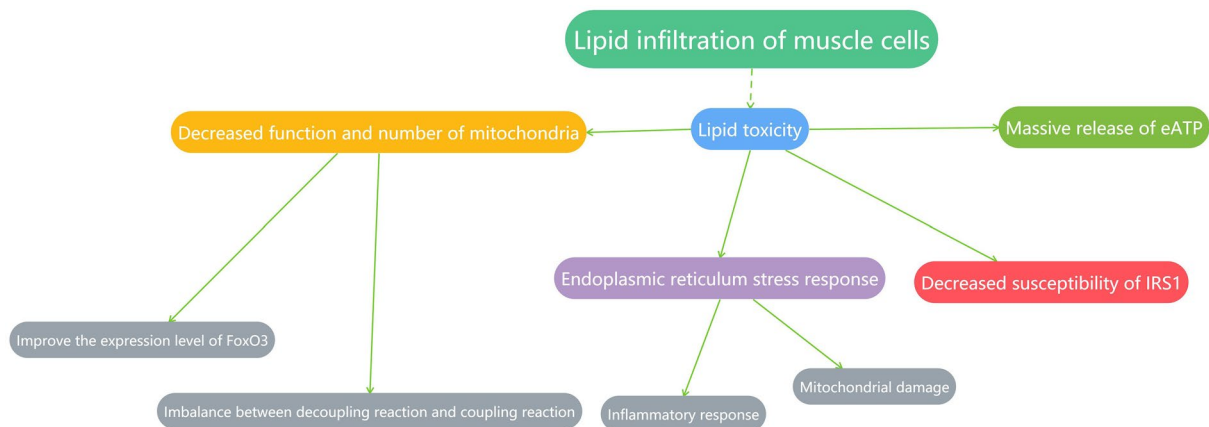 Lipid infiltration of muscle cells
Decreased function and number of mitochondria
Lipid toxicity
Massive release of eATP
Endoplasmic reticulum stress response
Decreased susceptibility of IRS1
Improve the expression level of FoxO3
Mitochondrial damage
Imbalance between decoupling reaction and coupling reaction
Inflammatory response